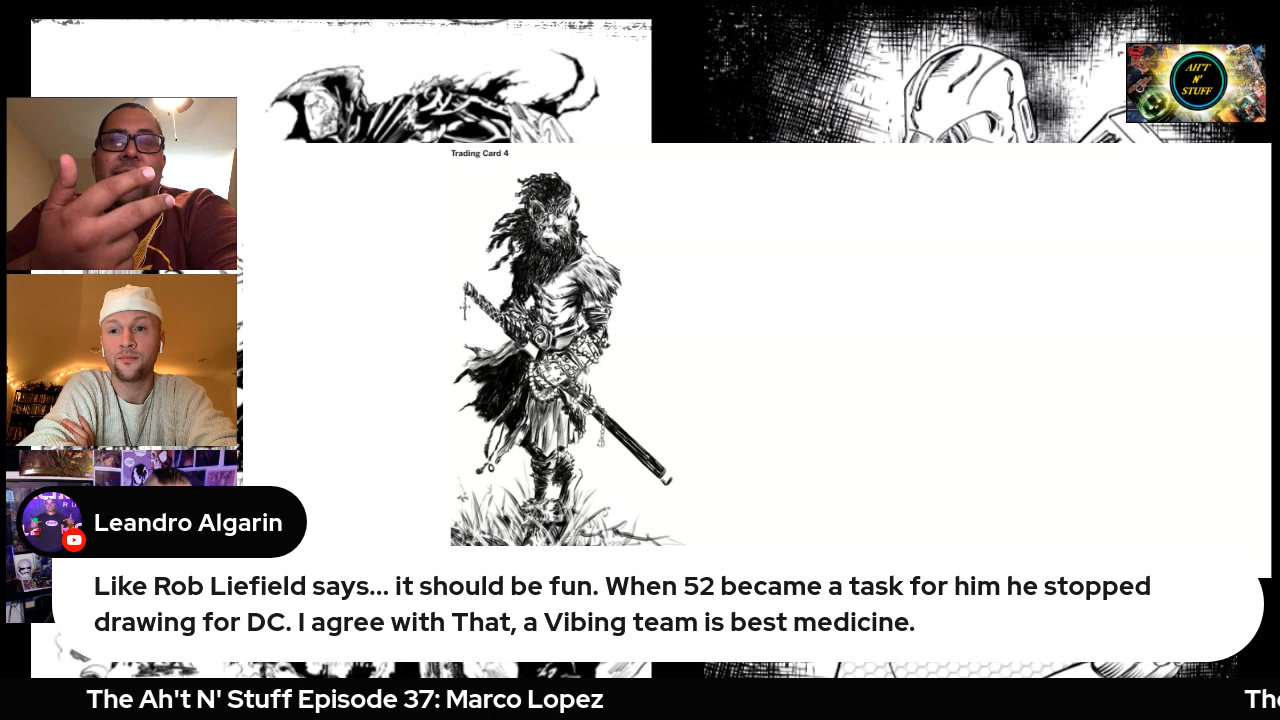 AH'T
N'
STUFF
Trading Card 4
Leandro Algarin
Like Rob Liefield says... it should be fun. When 52 became a task for him he stopped
drawing for DC. I agree with That, a Vibing team is best medicine.
The Ah't N' Stuff Episode 37: Marco Lopez
The